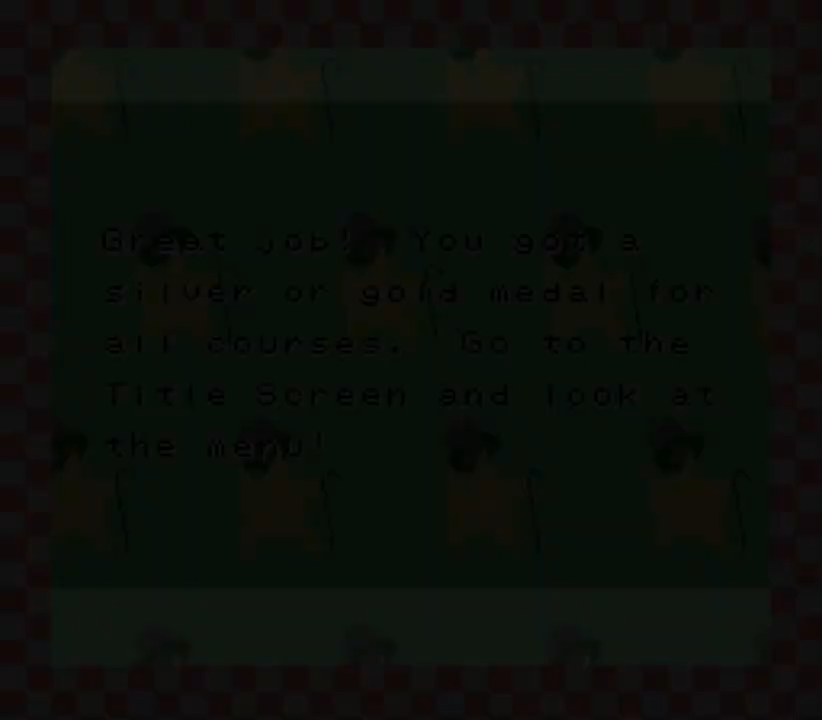 Great job!  You got a
silver or gold medal for
all courses.  Go to the
Title Screen and look at
the menu!